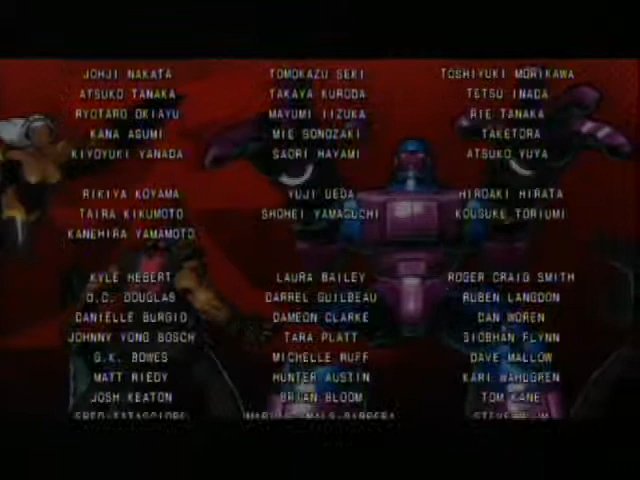 JOHJI NAKATA TOMOKAZU SEKI TOSHIYUKI MORIKAWA
ATSUKO TANAKA TAKAYA KURODA TETSU INADA
RYOTARO OKIAYU MAYUMI IIZUKA RIE TANAKA
KANA ASUMI MIE SONOZAKI TAKETORA
KIYOYUKI YANADA SAORI HAYAMI ATSUKO YUYA
RIKIYA KOYAMA YUJI UEDA HIROAKI HIRATA
TAIRA KIKUMOTO SHOHEI YAMAGUCHI KOUSUKE TORIUMI
KANEHIRA YAMAMOTO
KYLE HEBERT LAURA BAILEY ROGER CRAIG SMITH
D.C. DOUGLAS DARREL GUILBEAU RUBEN LANGDON
DANIELLE BURGIO DAMEON CLARKE DAN WOREN
JOHNNY YONG BOSCH TARA PLATT SIOBHAN FLYNN
G.K. BOWES MICHELLE RUFF DAVE MALLOW
MATT RIEDY HUNTER AUSTIN KARI WAHLGREN
JOSH KEATON BRIAN BLOOM TOM KANE